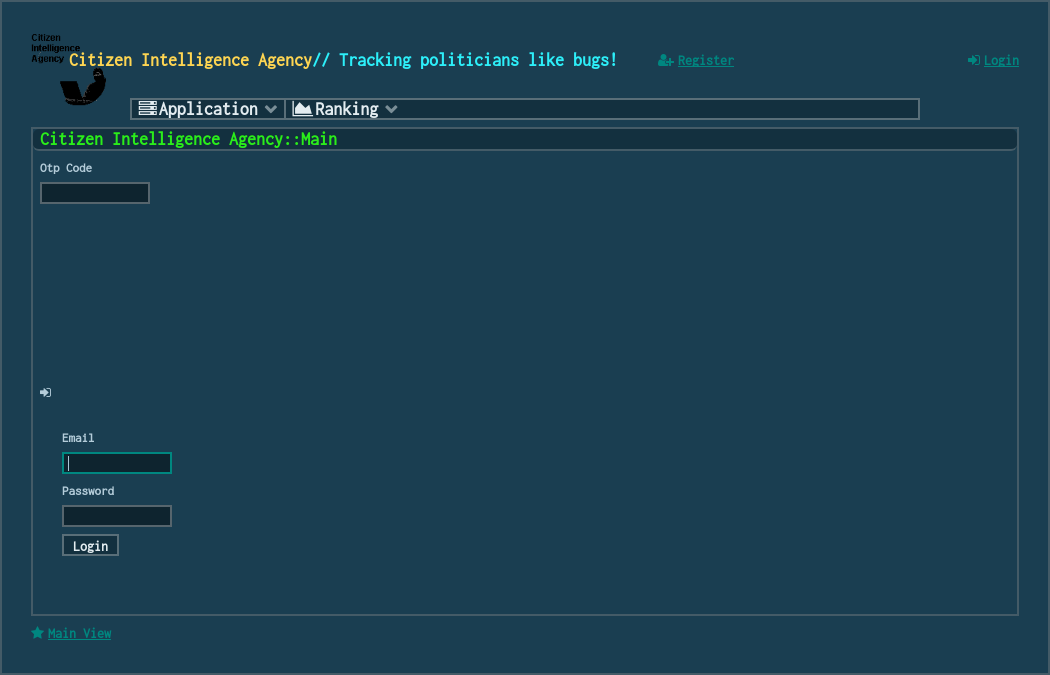 Citizen
Intelligence
Agency
Citizen Intelligence Agency// Tracking politicians like bugs!
Register
Login
Application
Ranking
Citizen Intelligence Agency::Main
Otp Code
Email
Password
Login
Main View